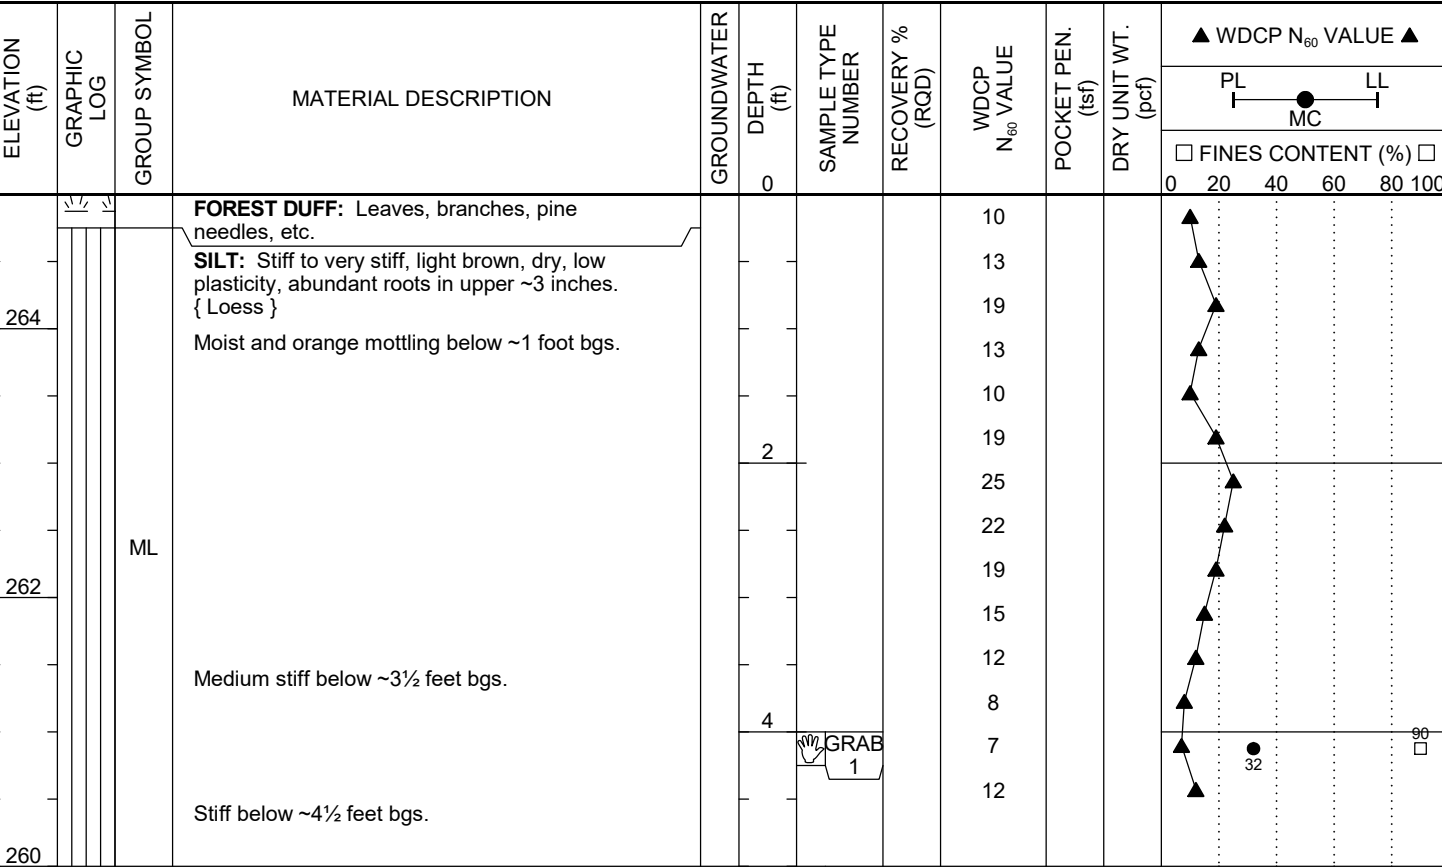 ELEVATION
(ft)
GRAPHIC
LOG
GROUP SYMBOL
MATERIAL DESCRIPTION
GROUNDWATER
DEPTH
(ft)
0
SAMPLE TYPE
NUMBER
RECOVERY %
(RQD)
WDCP
N60 VALUE
POCKET PEN.
(tsf)
DRY UNIT WT.
(pcf)
▲ WDCP N60 VALUE ▲
PL LL
MC
□ FINES CONTENT (%) □
0 20 40 60 80 100
FOREST DUFF: Leaves, branches, pine
needles, etc.
10
SILT: Stiff to very stiff, light brown, dry, low
13
plasticity, abundant roots in upper ~3 inches.
{ Loess }
19
264
Moist and orange mottling below ~1 foot bgs.
13
10
19
2
25
22
ML
19
262
15
12
Medium stiff below ~3½ feet bgs.
8
4
90
GRAB
7
1
32
12
Stiff below ~4½ feet bgs.
260